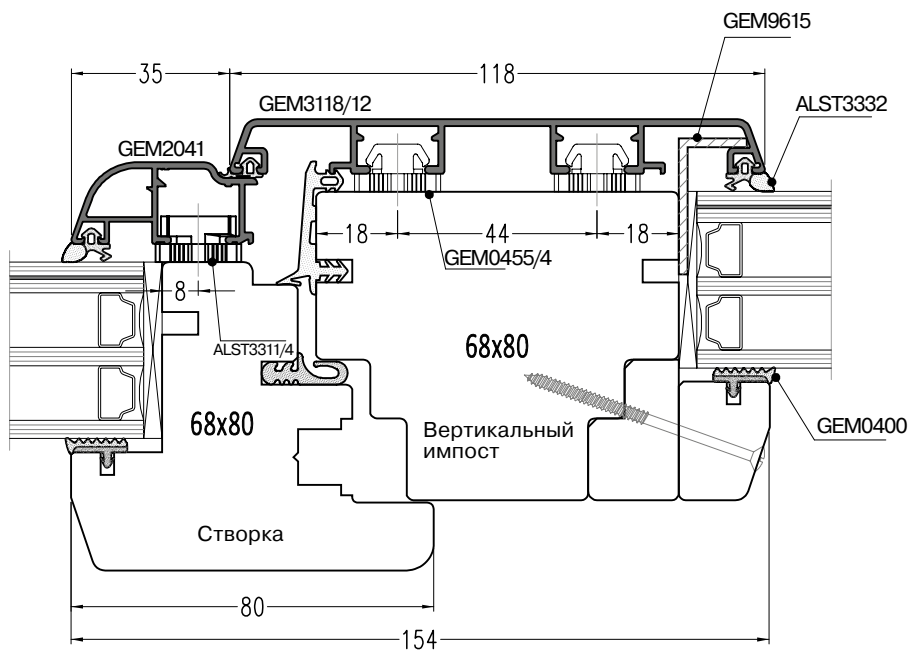 GEM9615
35
118
GEM3118/12
ALST3332
GEM2041
18
44
18
GEM0455/4
8
ALST3311/4
68x80
68x80
GEM0400
Вертикальный
импост
Створка
80
154